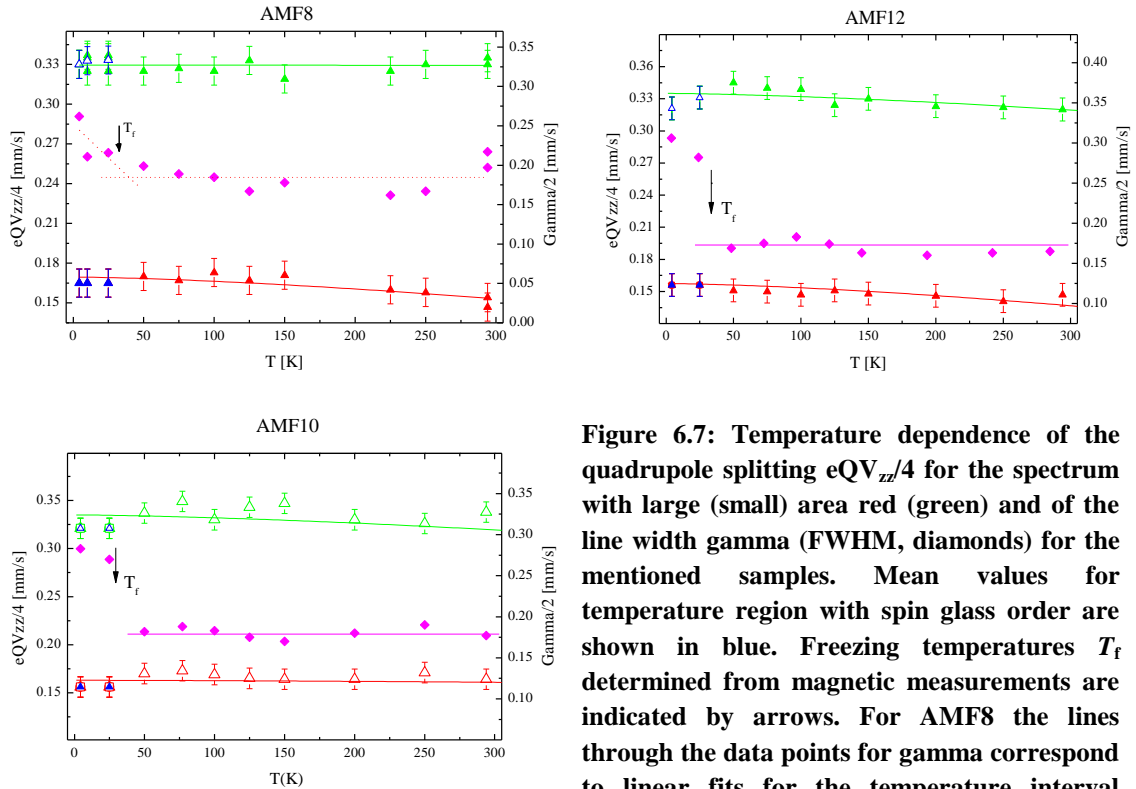 AMF8
0.33
0.30
0.27
0.24
0.21
0.18
0.15
eQVzz/4 [mm/s]
0.35
0.30
0.25
0.20
0.15
0.10
0.05
0.00
Gamma/2 [mm/s]
T_f
0 50 100 150 200 250 300
T [K]
AMF12
0.36
0.33
0.30
0.27
0.24
0.21
0.18
0.15
eQVzz/4 [mm/s]
0.40
0.35
0.30
0.25
0.20
0.15
0.10
Gamma/2 [mm/s]
T_f
0 50 100 150 200 250 300
T [K]
AMF10
0.35
0.30
0.25
0.20
0.15
eQVzz/4 [mm/s]
0.35
0.30
0.25
0.20
0.15
0.10
Gamma/2 [mm/s]
T_f
0 50 100 150 200 250 300
T(K)
Figure 6.7: Temperature dependence of the
quadrupole splitting eQV_zz/4 for the spectrum
with large (small) area red (green) and of the
line width gamma (FWHM, diamonds) for the
mentioned samples. Mean values for
temperature region with spin glass order are
shown in blue. Freezing temperatures T_f
determined from magnetic measurements are
indicated by arrows. For AMF8 the lines
through the data points for gamma correspond
to linear fits for the temperature interval